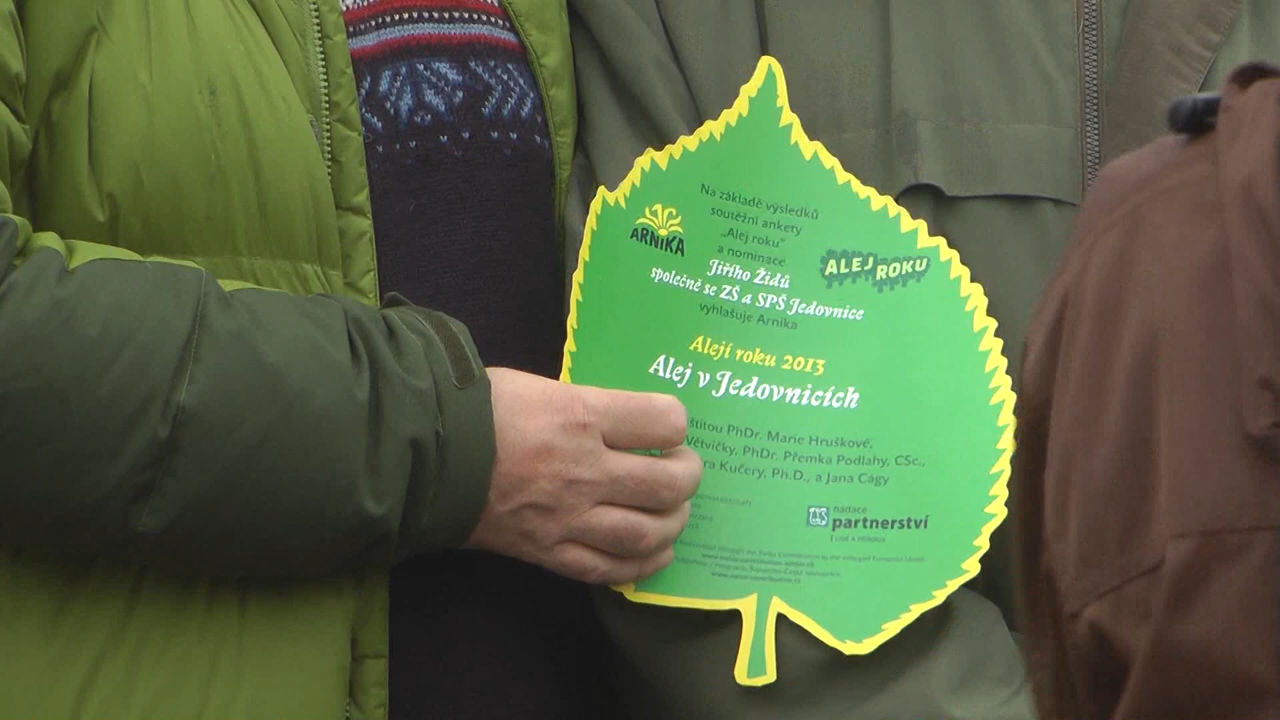 Na základě výsledků
soutěžní ankety
„Alej roku"
a nominace
ARNIKA
ALEJ ROKU
Jiřího Židů
společně se ZŠ a SPŠ Jedovnice
vyhlašuje Arnika
Alejí roku 2013
Alej v Jedovnicích
štitou PhDr. Marie Hruškové,
Větvičky, PhDr. Přemka Podlahy, CSc.,
ra Kučery, Ph.D., a Jana Cágy
nadace
partnerství
LIDÉ A PŘÍRODA